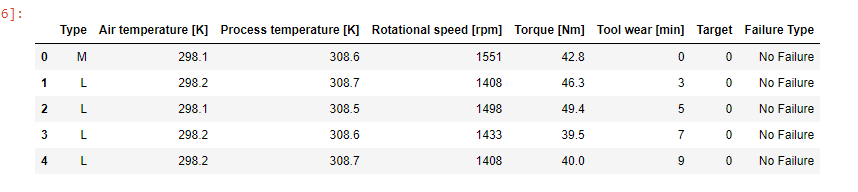 6]:
Type Air temperature [K] Process temperature [K] Rotational speed [rpm] Torque [Nm] Tool wear [min] Target Failure Type
0 M 298.1 308.6 1551 42.8 0 0 No Failure
1 L 298.2 308.7 1408 46.3 3 0 No Failure
2 L 298.1 308.5 1498 49.4 5 0 No Failure
3 L 298.2 308.6 1433 39.5 7 0 No Failure
4 L 298.2 308.7 1408 40.0 9 0 No Failure